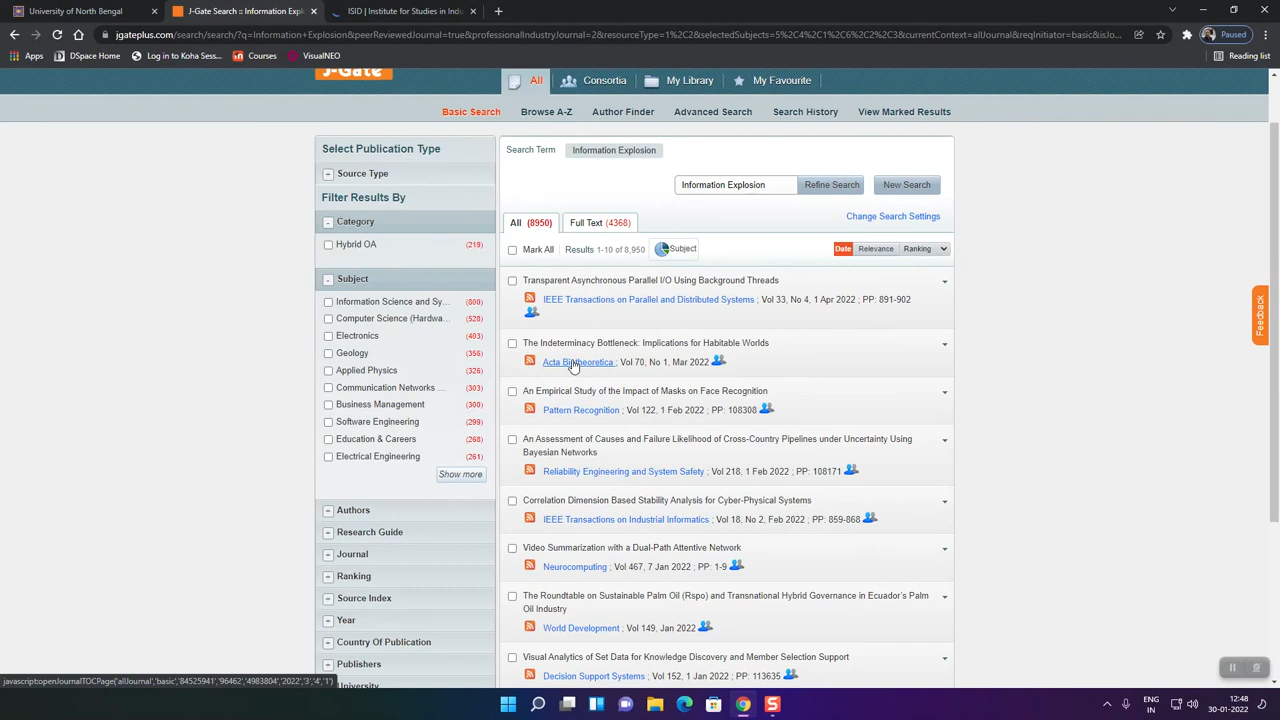 University of North Bengal
J-Gate Search :: Information Exp
ISID | Institute for Studies in Indu
jgateplus.com/search/search/?q=Information+Explosion&peerReviewedJournal=true&professionalIndustryJournal=2&resourceType=1%2C2&selectedSubjects=5%2C4%2C1%2C6%2C2%2C3&currentContext=allJournal&reqInitiator=basic&isJo...
Paused
Apps
DSpace Home
Log in to Koha Sess...
Courses
VisualNEO
Reading list
J-Gate
All
Consortia
My Library
My Favourite
Basic Search
Browse A-Z
Author Finder
Advanced Search
Search History
View Marked Results
Select Publication Type
Source Type
Filter Results By
Category
Hybrid OA (219)
Subject
Information Science and Sy... (800)
Computer Science (Hardwa... (528)
Electronics (403)
Geology (356)
Applied Physics (326)
Communication Networks ... (303)
Business Management (300)
Software Engineering (299)
Education & Careers (268)
Electrical Engineering (261)
Show more
Authors
Research Guide
Journal
Ranking
Source Index
Year
Country Of Publication
Publishers
University
Search Term Information Explosion
Information Explosion Refine Search New Search
All (8950) Full Text (4368) Change Search Settings
Mark All Results 1-10 of 8,950 Subject Date Relevance Ranking
Transparent Asynchronous Parallel I/O Using Background Threads
IEEE Transactions on Parallel and Distributed Systems ; Vol 33, No 4, 1 Apr 2022 ; PP: 891-902
The Indeterminacy Bottleneck: Implications for Habitable Worlds
Acta Biotheoretica ; Vol 70, No 1, Mar 2022
An Empirical Study of the Impact of Masks on Face Recognition
Pattern Recognition ; Vol 122, 1 Feb 2022 ; PP: 108308
An Assessment of Causes and Failure Likelihood of Cross-Country Pipelines under Uncertainty Using
Bayesian Networks
Reliability Engineering and System Safety ; Vol 218, 1 Feb 2022 ; PP: 108171
Correlation Dimension Based Stability Analysis for Cyber-Physical Systems
IEEE Transactions on Industrial Informatics ; Vol 18, No 2, Feb 2022 ; PP: 859-868
Video Summarization with a Dual-Path Attentive Network
Neurocomputing ; Vol 467, 7 Jan 2022 ; PP: 1-9
The Roundtable on Sustainable Palm Oil (Rspo) and Transnational Hybrid Governance in Ecuador's Palm
Oil Industry
World Development ; Vol 149, Jan 2022
Visual Analytics of Set Data for Knowledge Discovery and Member Selection Support
Decision Support Systems ; Vol 152, 1 Jan 2022 ; PP: 113635
Feedback
javascript:openJournalTOCPage('allJournal','basic','84525941','96462','4983804','2022','3','4','1')
ENG
IN
12:48
30-01-2022